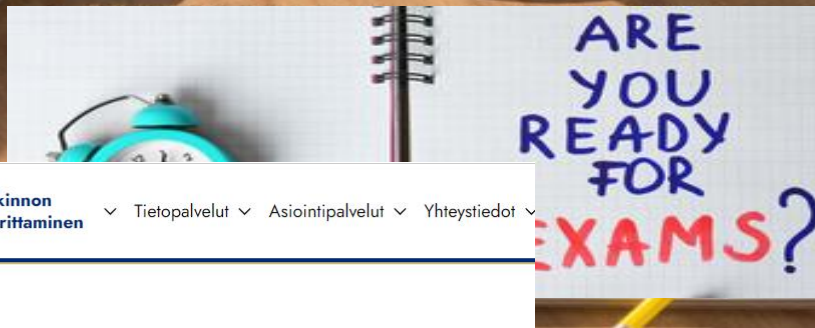 ARE
YOU
READY
FOR
EXAMS?
kinnon
rittaminen
Tietopalvelut
Asiointipalvelut
Yhteystiedot